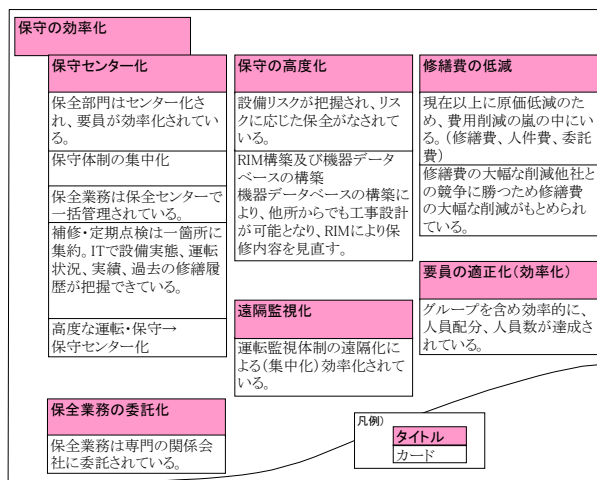 保守の効率化
保守センター化
保全部門はセンター化さ
れ、要員が効率化されてい
る。
保守体制の集中化
保全業務は保全センターで
一括管理されている。
補修・定期点検は一箇所に
集約。ITで設備実態、運転
状況、実績、過去の修繕履
歴が把握できている。
高度な運転・保守→
保守センター化
保全業務の委託化
保全業務は専門の関係会
社に委託されている。
保守の高度化
設備リスクが把握され、リス
クに応じた保全がなされて
いる。
RIM構築及び機器データ
ベースの構築
機器データベースの構築に
より、他所からでも工事設計
が可能となり、RIMにより保
修内容を見直す。
遠隔監視化
運転監視体制の遠隔化に
よる(集中化)効率化されて
いる。
修繕費の低減
現在以上に原価低減のた
め、費用削減の嵐の中にい
る。(修繕費、人件費、委託
費)
修繕費の大幅な削減他社と
の競争に勝つため修繕費
の大幅な削減がもとめられ
ている。
要員の適正化(効率化)
グループを含め効率的に、
人員配分、人員数が達成さ
れている。
凡例)
タイトル
カード